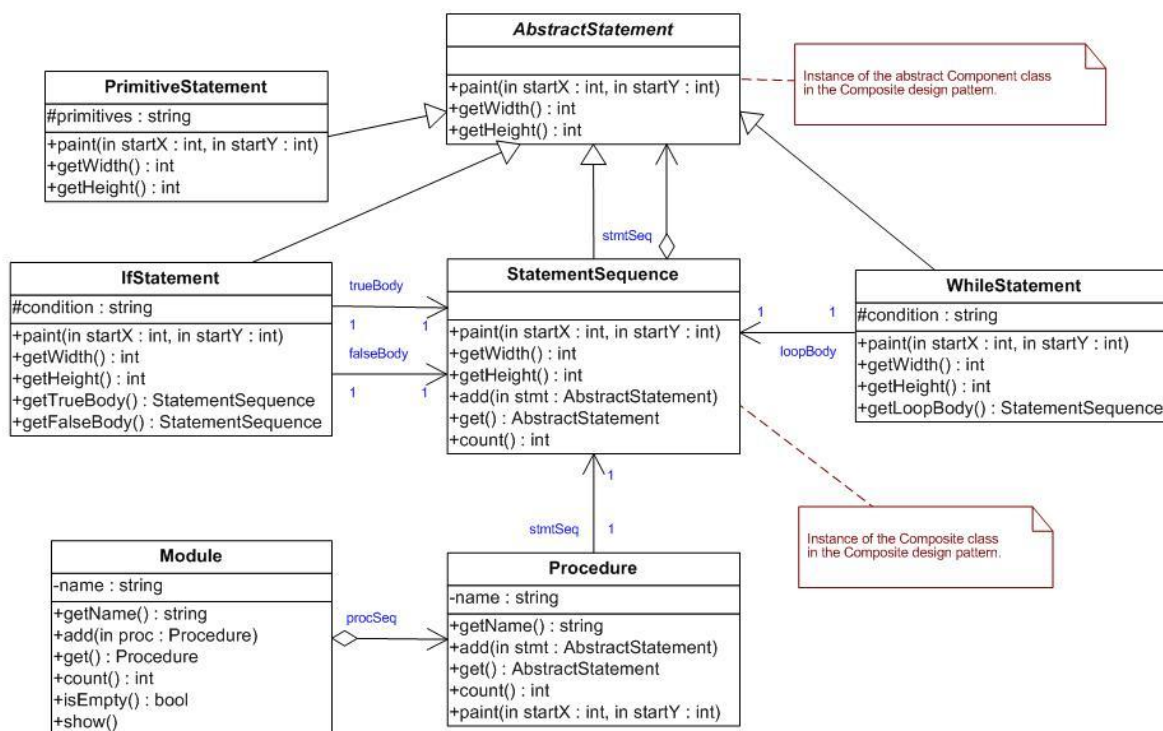 AbstractStatement
+paint(in startX : int, in startY : int)
+getWidth() : int
+getHeight() : int
Instance of the abstract Component class
in the Composite design pattern.
PrimitiveStatement
#primitives : string
+paint(in startX : int, in startY : int)
+getWidth() : int
+getHeight() : int
stmtSeq
IfStatement
#condition : string
+paint(in startX : int, in startY : int)
+getWidth() : int
+getHeight() : int
+getTrueBody() : StatementSequence
+getFalseBody() : StatementSequence
trueBody
1 1
falseBody
1 1
StatementSequence
+paint(in startX : int, in startY : int)
+getWidth() : int
+getHeight() : int
+add(in stmt : AbstractStatement)
+get() : AbstractStatement
+count() : int
1 1
loopBody
WhileStatement
#condition : string
+paint(in startX : int, in startY : int)
+getWidth() : int
+getHeight() : int
+getLoopBody() : StatementSequence
1
stmtSeq 1
Instance of the Composite class
in the Composite design pattern.
Module
-name : string
+getName() : string
+add(in proc : Procedure)
+get() : Procedure
+count() : int
+isEmpty() : bool
+show()
procSeq
Procedure
-name : string
+getName() : string
+add(in stmt : AbstractStatement)
+get() : AbstractStatement
+count() : int
+paint(in startX : int, in startY : int)